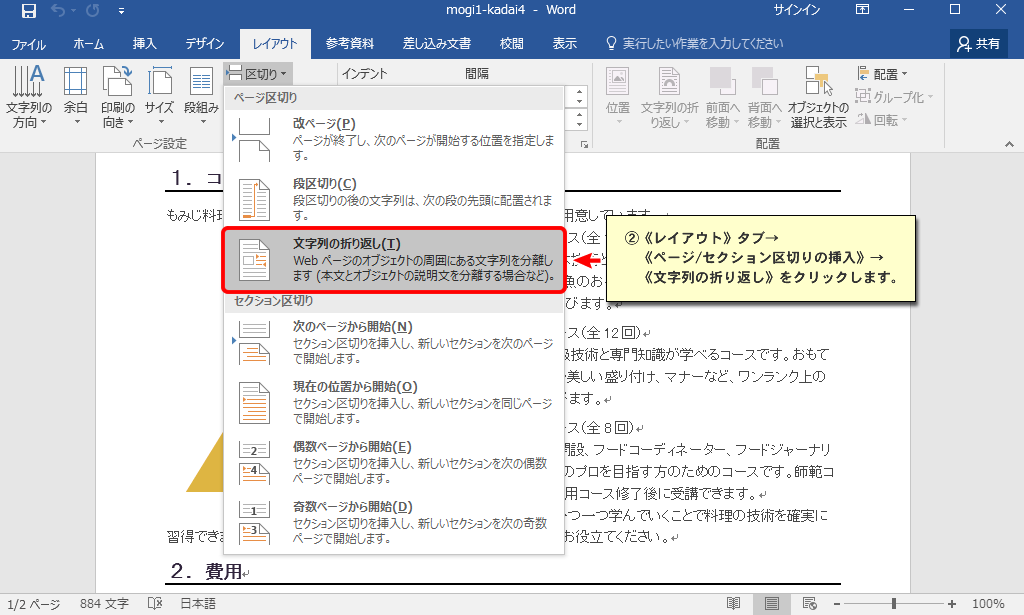 mogi1-kadai4 - Word
サインイン
ファイル
ホーム
挿入
デザイン
レイアウト
参考資料
差し込み文書
校閲
表示
実行したい作業を入力してください
共有
文字列の
方向
余白
印刷の
向き
サイズ
段組み
区切り
インデント
間隔
位置
文字列の折
り返し
前面へ
移動
背面へ
移動
オブジェクトの
選択と表示
配置
グループ化
回転
ページ設定
配置
ページ区切り
改ページ(P)
ページが終了し、次のページが開始する位置を指定しま
す。
段区切り(C)
段区切りの後の文字列は、次の段の先頭に配置されま
す。
文字列の折り返し(T)
Web ページのオブジェクトの周囲にある文字列を分離し
ます (本文とオブジェクトの説明文を分離する場合など)。
セクション区切り
次のページから開始(N)
セクション区切りを挿入し、新しいセクションを次のページ
で開始します。
現在の位置から開始(O)
セクション区切りを挿入し、新しいセクションを同じページ
で開始します。
偶数ページから開始(E)
セクション区切りを挿入し、新しいセクションを次の偶数
ページで開始します。
奇数ページから開始(D)
セクション区切りを挿入し、新しいセクションを次の奇数
ページで開始します。
②《レイアウト》タブ→
《ページ/セクション区切りの挿入》→
《文字列の折り返し》をクリックします。
1. コ
もみじ料理
用意しています。
ス(全
魚のお
びます。
ース(全 12 回)
技術と専門知識が学べるコースです。おもて
美しい盛り付け、マナーなど、ワンランク上の
ます。
ース(全 8 回)
開設、フードコーディネーター、フードジャーナリ
のプロを目指す方のためのコースです。師範コ
用コース修了後に受講できます。
つ一つ学んでいくことで料理の技術を確実に
習得でき
お役立てください。
2. 費用
1/2 ページ
884 文字
日本語
100%